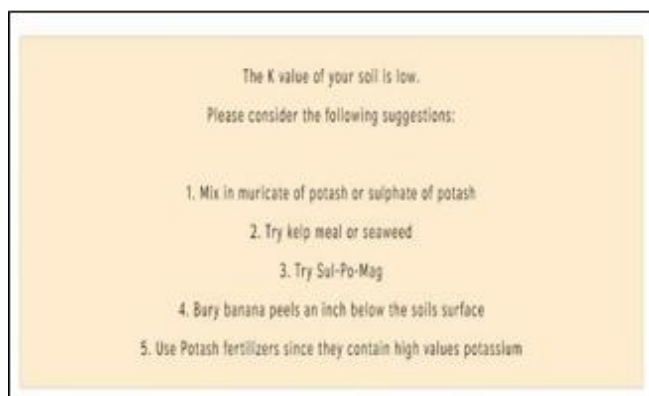 The K value of your soil is low.
Please consider the following suggestions:
1. Mix in muricate of potash or sulphate of potash
2. Try kelp meal or seaweed
3. Try Sul-Po-Mag
4. Bury banana peels an inch below the soils surface
5. Use Potash fertilizers since they contain high values potassium